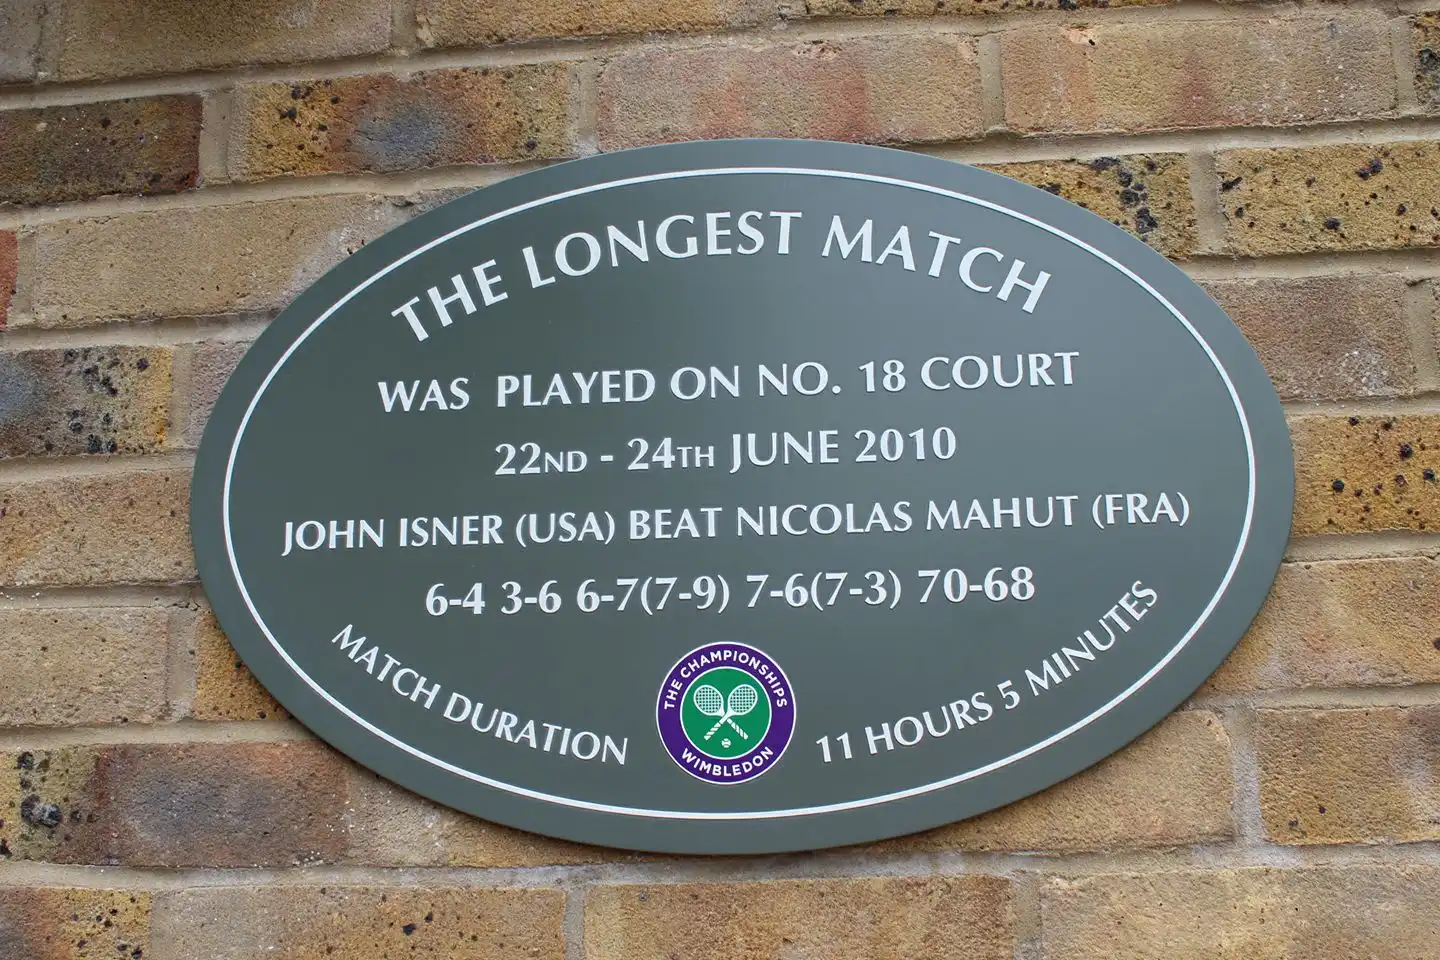 THE LONGEST MATCH
WAS PLAYED ON NO. 18 COURT
22ND - 24TH JUNE 2010
JOHN ISNER (USA) BEAT NICOLAS MAHUT (FRA)
6-4 3-6 6-7(7-9) 7-6(7-3) 70-68
MATCH DURATION
THE CHAMPIONSHIPS
WIMBLEDON
11 HOURS 5 MINUTES